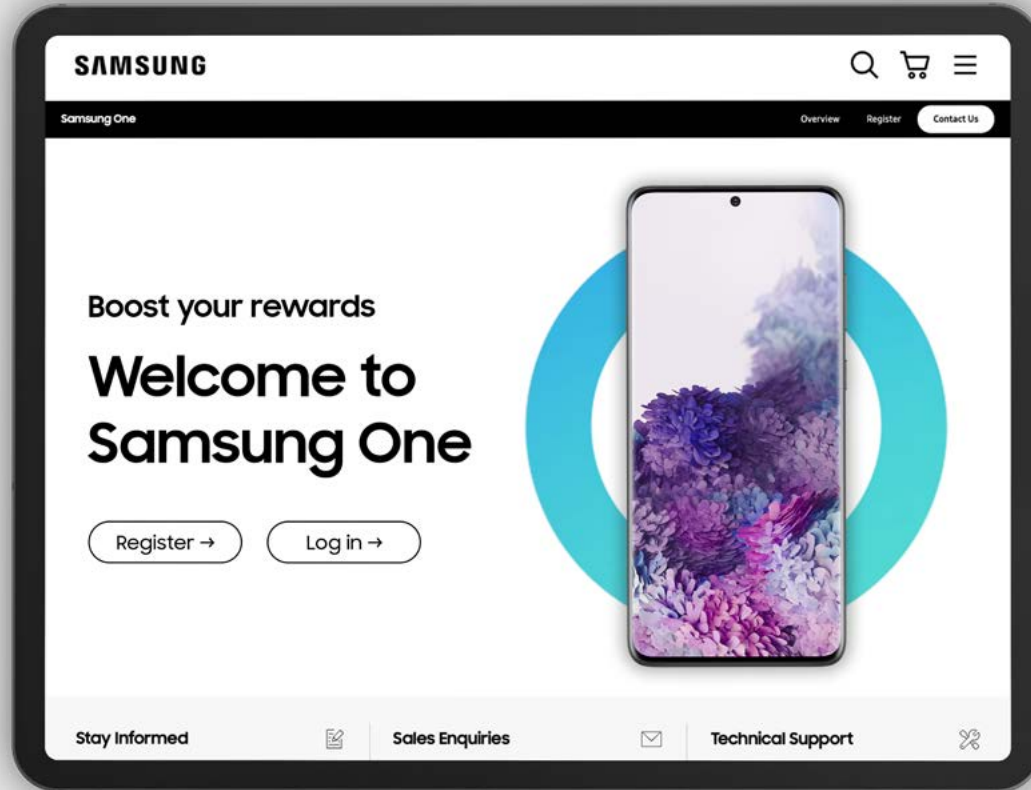 SAMSUNG
Samsung One
Overview
Register
Contact Us
Boost your rewards
Welcome to
Samsung One
Register →
Log in →
Stay Informed
Sales Enquiries
Technical Support